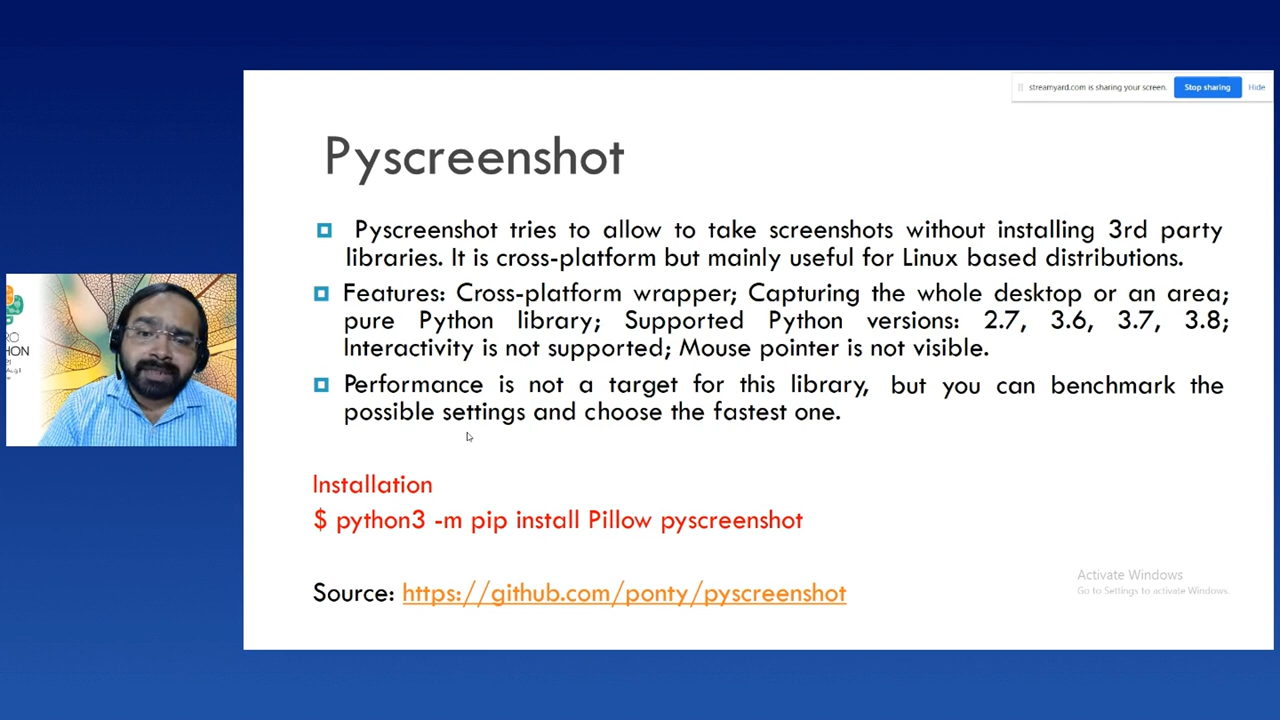 streamyard.com is sharing your screen. Stop sharing Hide
Pyscreenshot
Pyscreenshot tries to allow to take screenshots without installing 3rd party
libraries. It is cross-platform but mainly useful for Linux based distributions.
Features: Cross-platform wrapper; Capturing the whole desktop or an area;
pure Python library; Supported Python versions: 2.7, 3.6, 3.7, 3.8;
Interactivity is not supported; Mouse pointer is not visible.
Performance is not a target for this library, but you can benchmark the
possible settings and choose the fastest one.
Installation
$ python3 -m pip install Pillow pyscreenshot
Source: https://github.com/ponty/pyscreenshot
Activate Windows
Go to Settings to activate Windows.